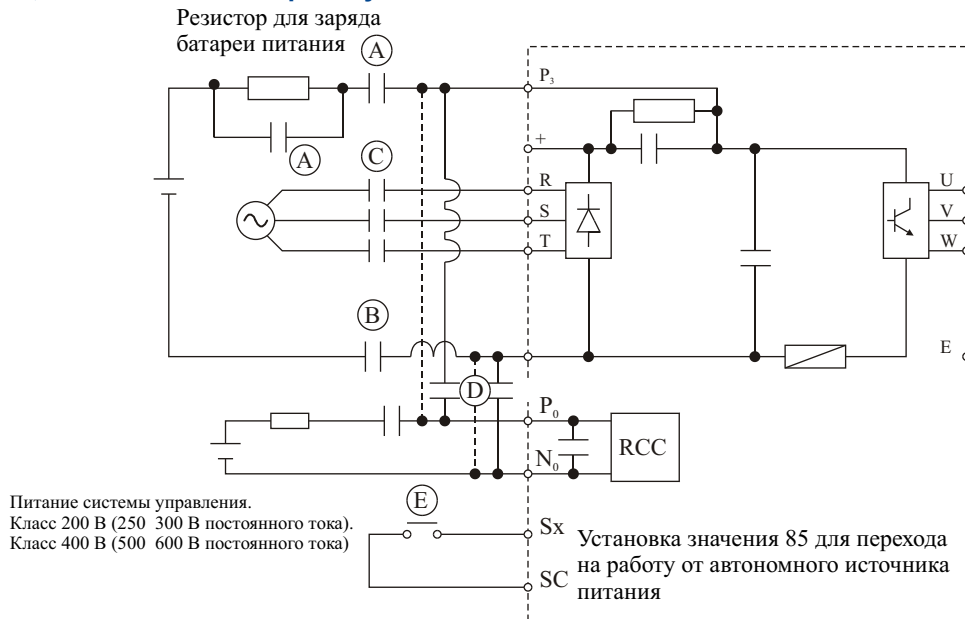 Резистор для заряда
батареи питания
A
P₃
A
+
C
R
S
T
U
V
W
B
E
D
P₀
N₀
RCC
Питание системы управления.
Класс 200 В (250 300 В постоянного тока).
Класс 400 В (500 600 В постоянного тока)
E
Sx
SC
Установка значения 85 для перехода
на работу от автономного источника
питания